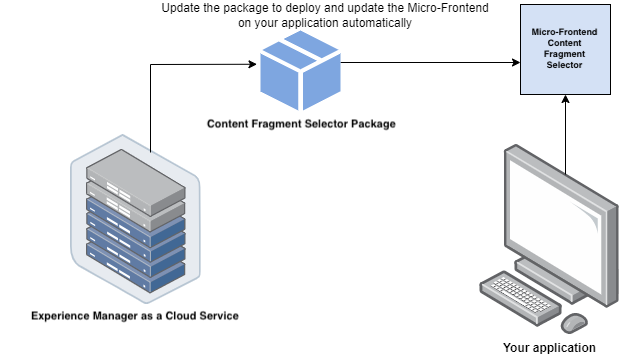 Update the package to deploy and update the Micro-Frontend
on your application automatically
Micro-Frontend
Content
Fragment
Selector
Content Fragment Selector Package
Experience Manager as a Cloud Service
Your application